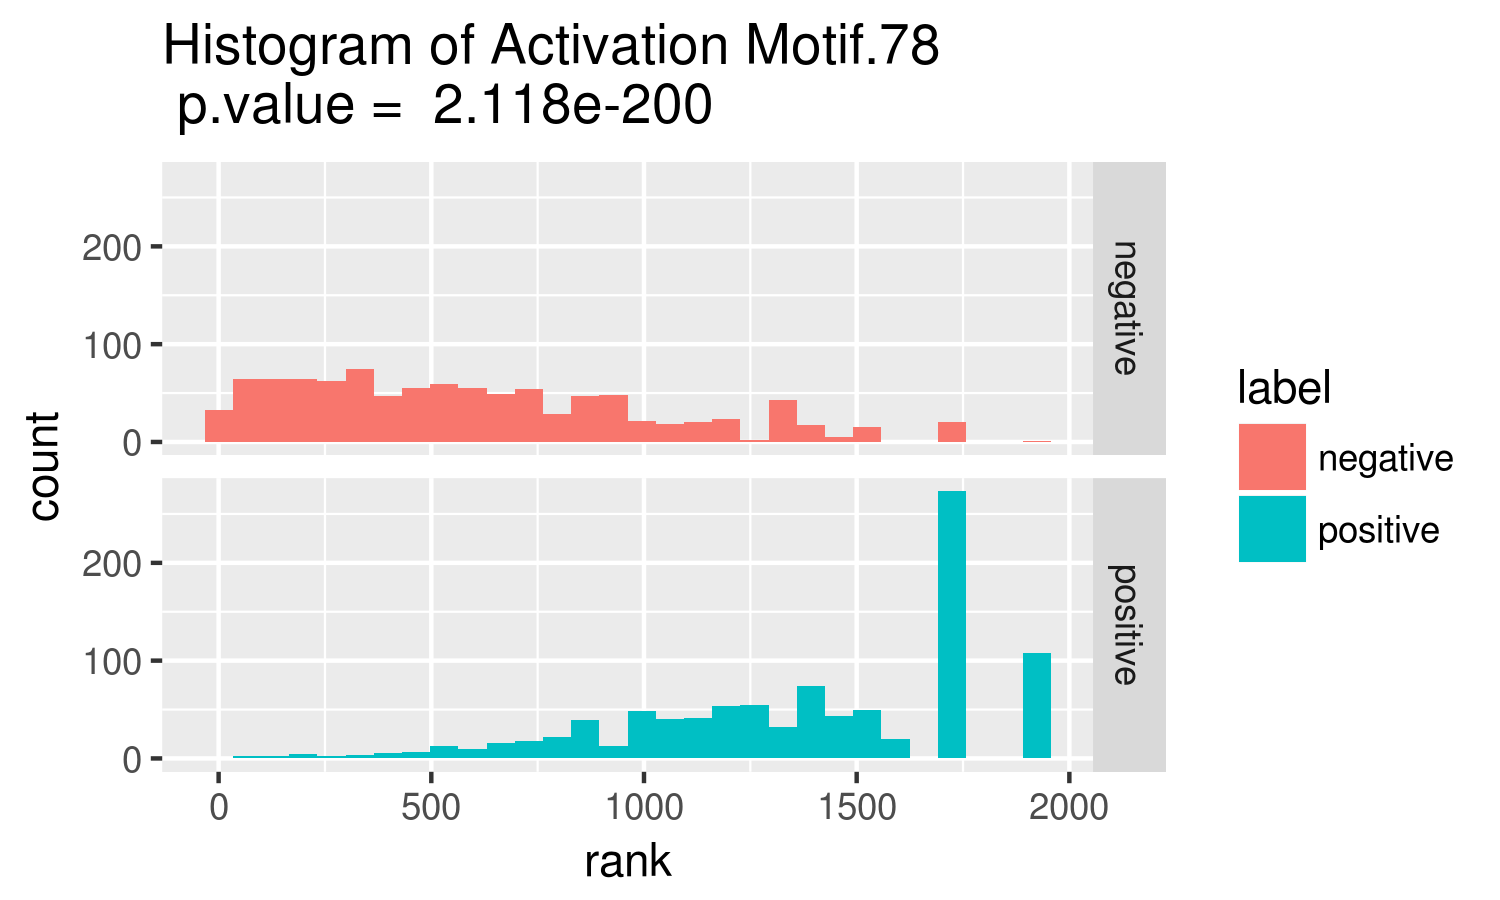 Histogram of Activation Motif.78
p.value = 2.118e-200
count
200
100
0
negative
200
100
0
positive
0 500 1000 1500 2000
rank
label
negative
positive